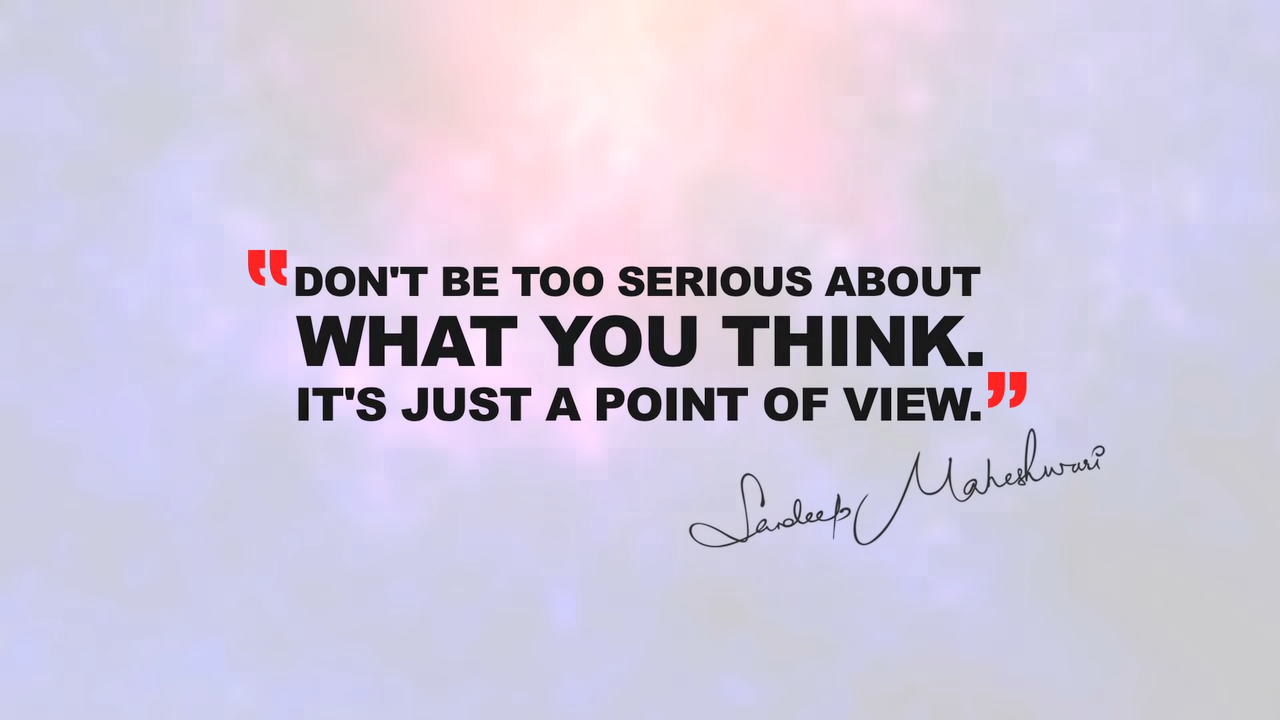 "DON'T BE TOO SERIOUS ABOUT
WHAT YOU THINK.
IT'S JUST A POINT OF VIEW."
Sandeep Maheshwari